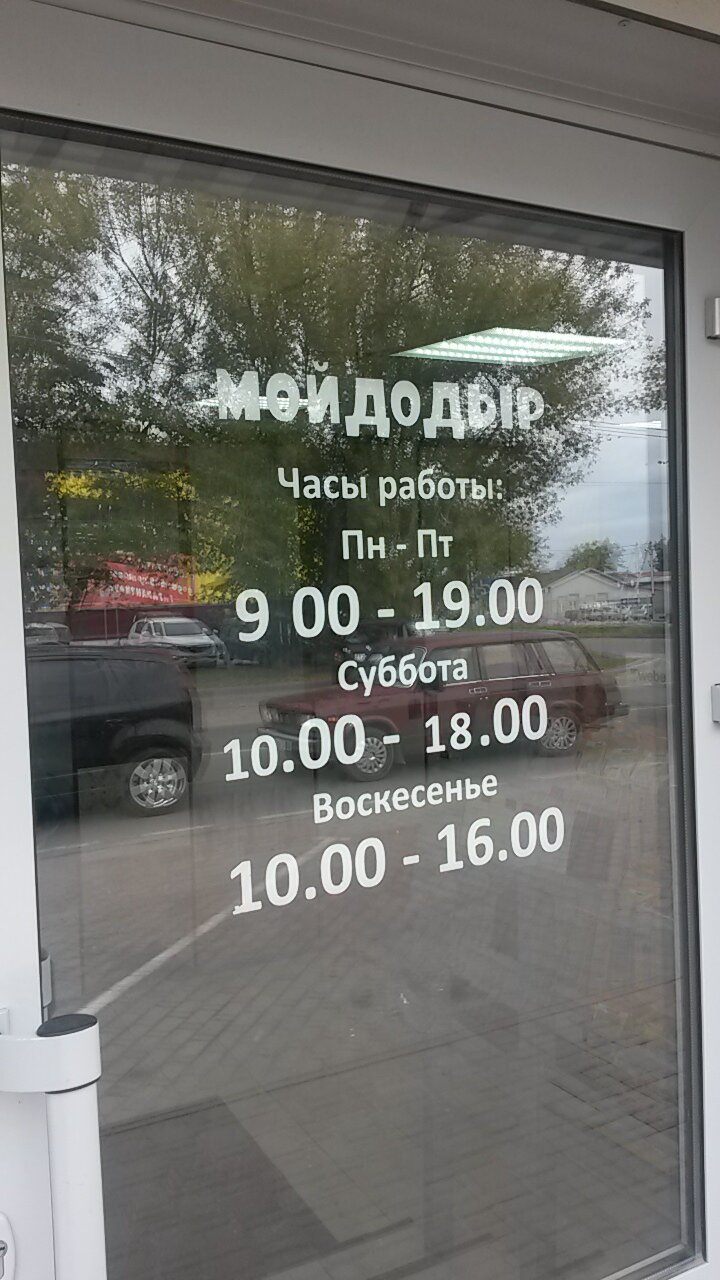 МОЙДОДЫР
Часы работы:
Пн - Пт
9 00 - 19.00
Суббота
10.00 - 18.00
Воскесенье
10.00 - 16.00